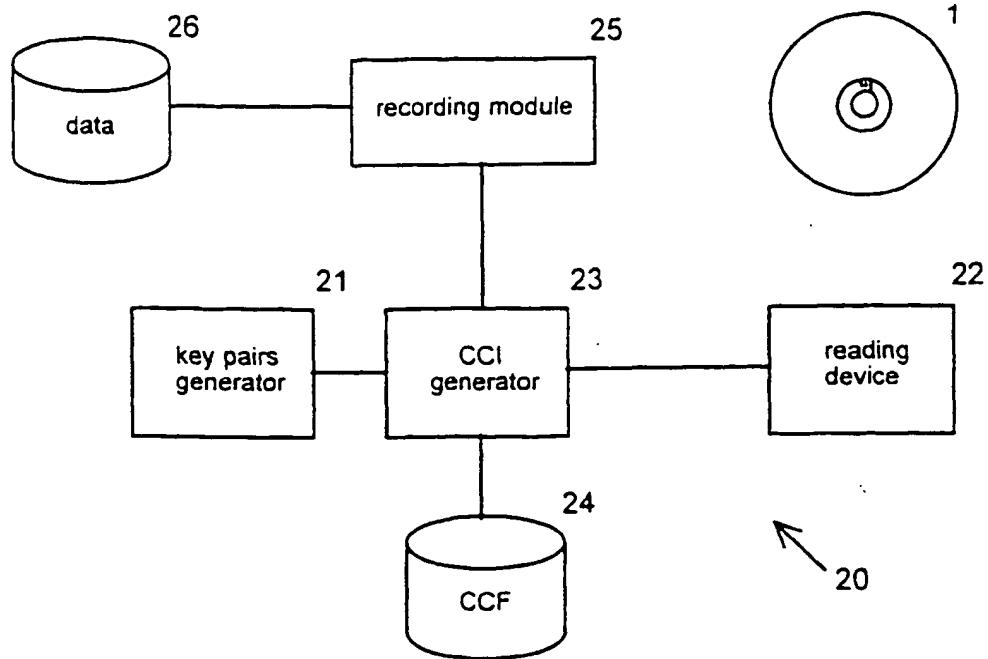 26
25
1
data
recording module
21
23
22
key pairs
generator
CCI
generator
reading
device
24
CCF
20